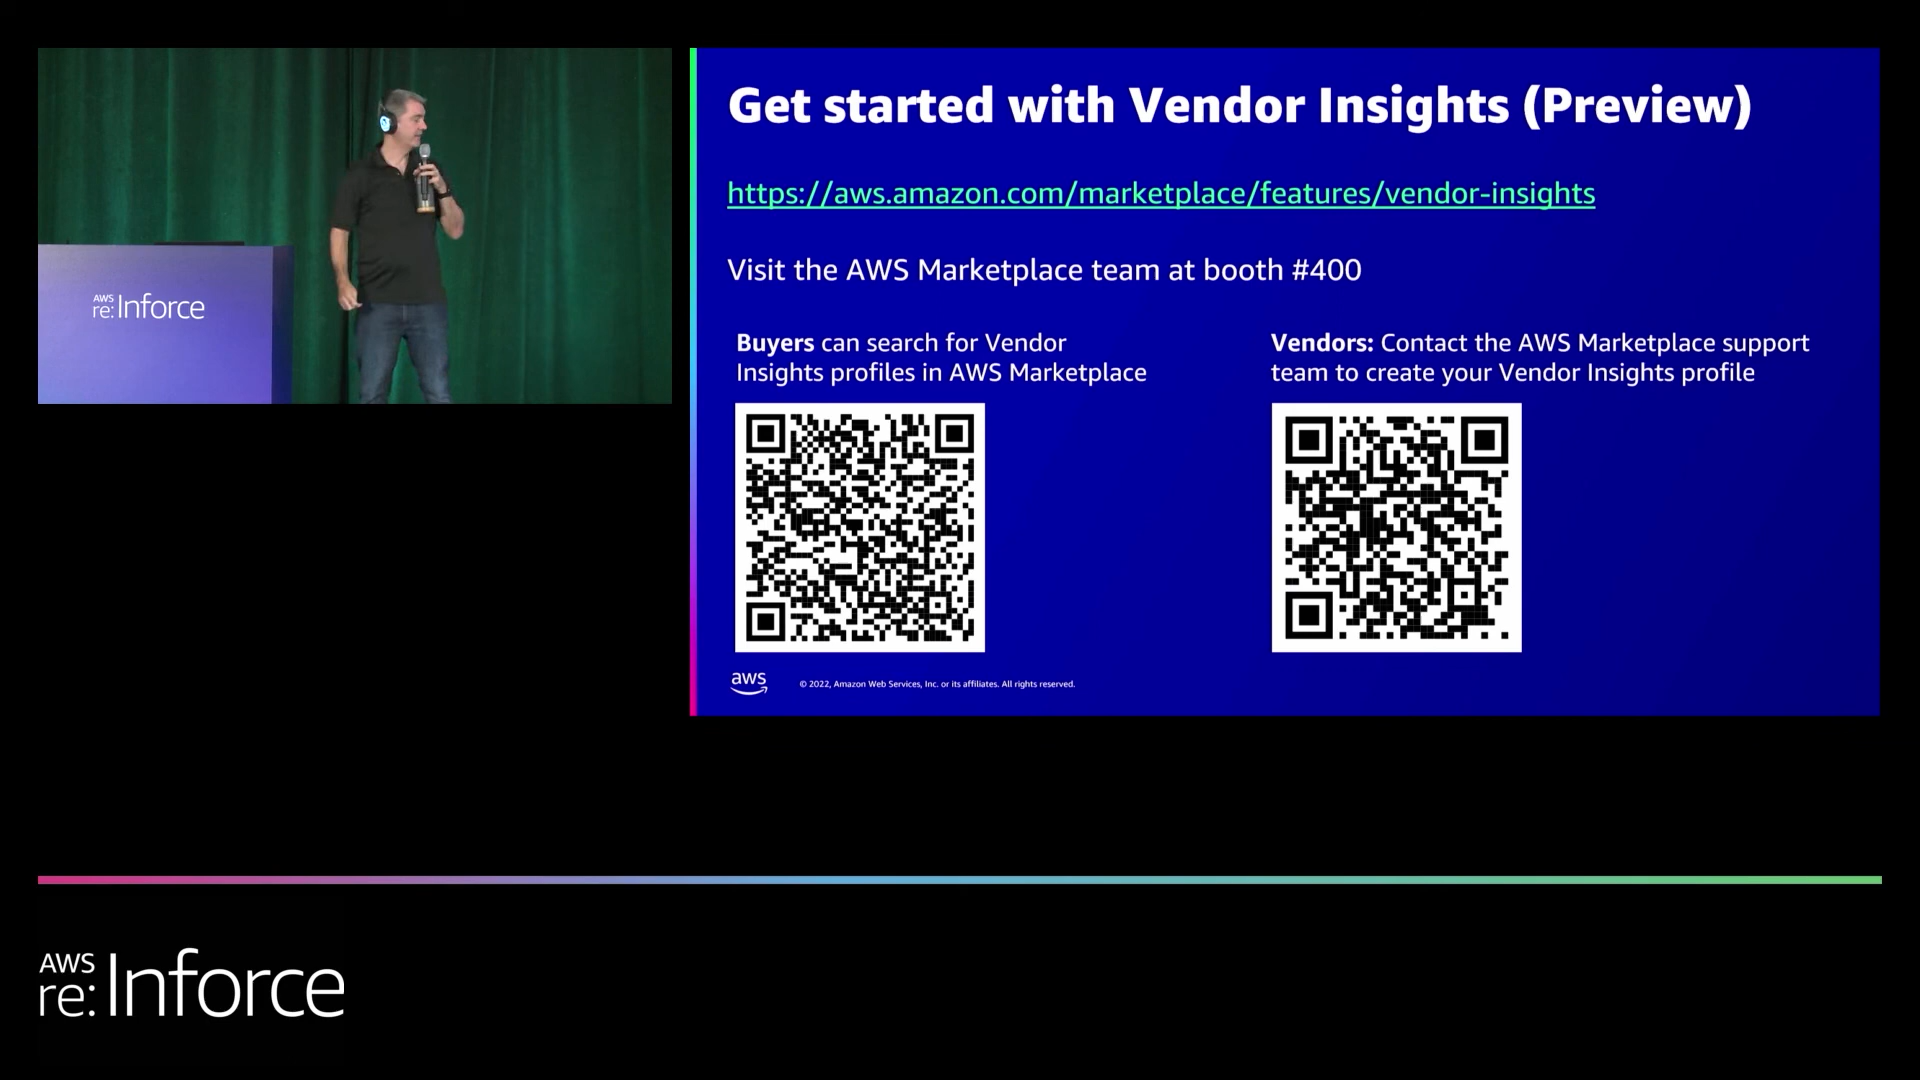 AWS
re: Inforce
Get started with Vendor Insights (Preview)
https://aws.amazon.com/marketplace/features/vendor-insights
Visit the AWS Marketplace team at booth #400
Buyers can search for Vendor
Insights profiles in AWS Marketplace
Vendors: Contact the AWS Marketplace support
team to create your Vendor Insights profile
aws
© 2022, Amazon Web Services, Inc. or its affiliates. All rights reserved.
AWS
re: Inforce